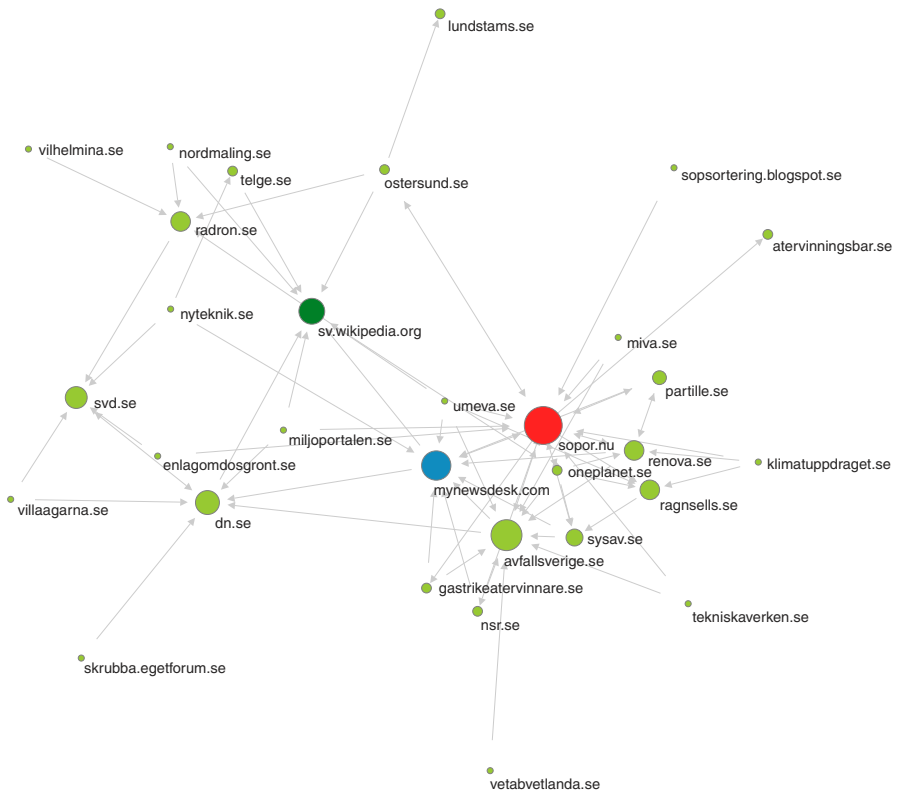 lundstams.se
vilhelmina.se
nordmaling.se
telge.se
ostersund.se
sopsortering.blogspot.se
radron.se
atervinningsbar.se
nyteknik.se
sv.wikipedia.org
miva.se
partille.se
svd.se
umeva.se
miljoportalen.se
sopor.nu
enlagomdosgront.se
renova.se
klimatuppdraget.se
oneplanet.se
mynewsdesk.com
ragnsells.se
villaagarna.se
dn.se
sysav.se
avfallsverige.se
gastrikeatervinnare.se
nsr.se
tekniskaverken.se
skrubba.egetforum.se
vetabvetlanda.se